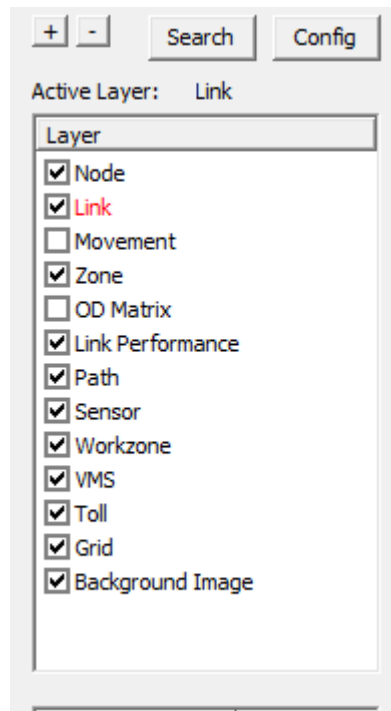 + - Search Config
Active Layer: Link
Layer
Node
Link
Movement
Zone
OD Matrix
Link Performance
Path
Sensor
Workzone
VMS
Toll
Grid
Background Image